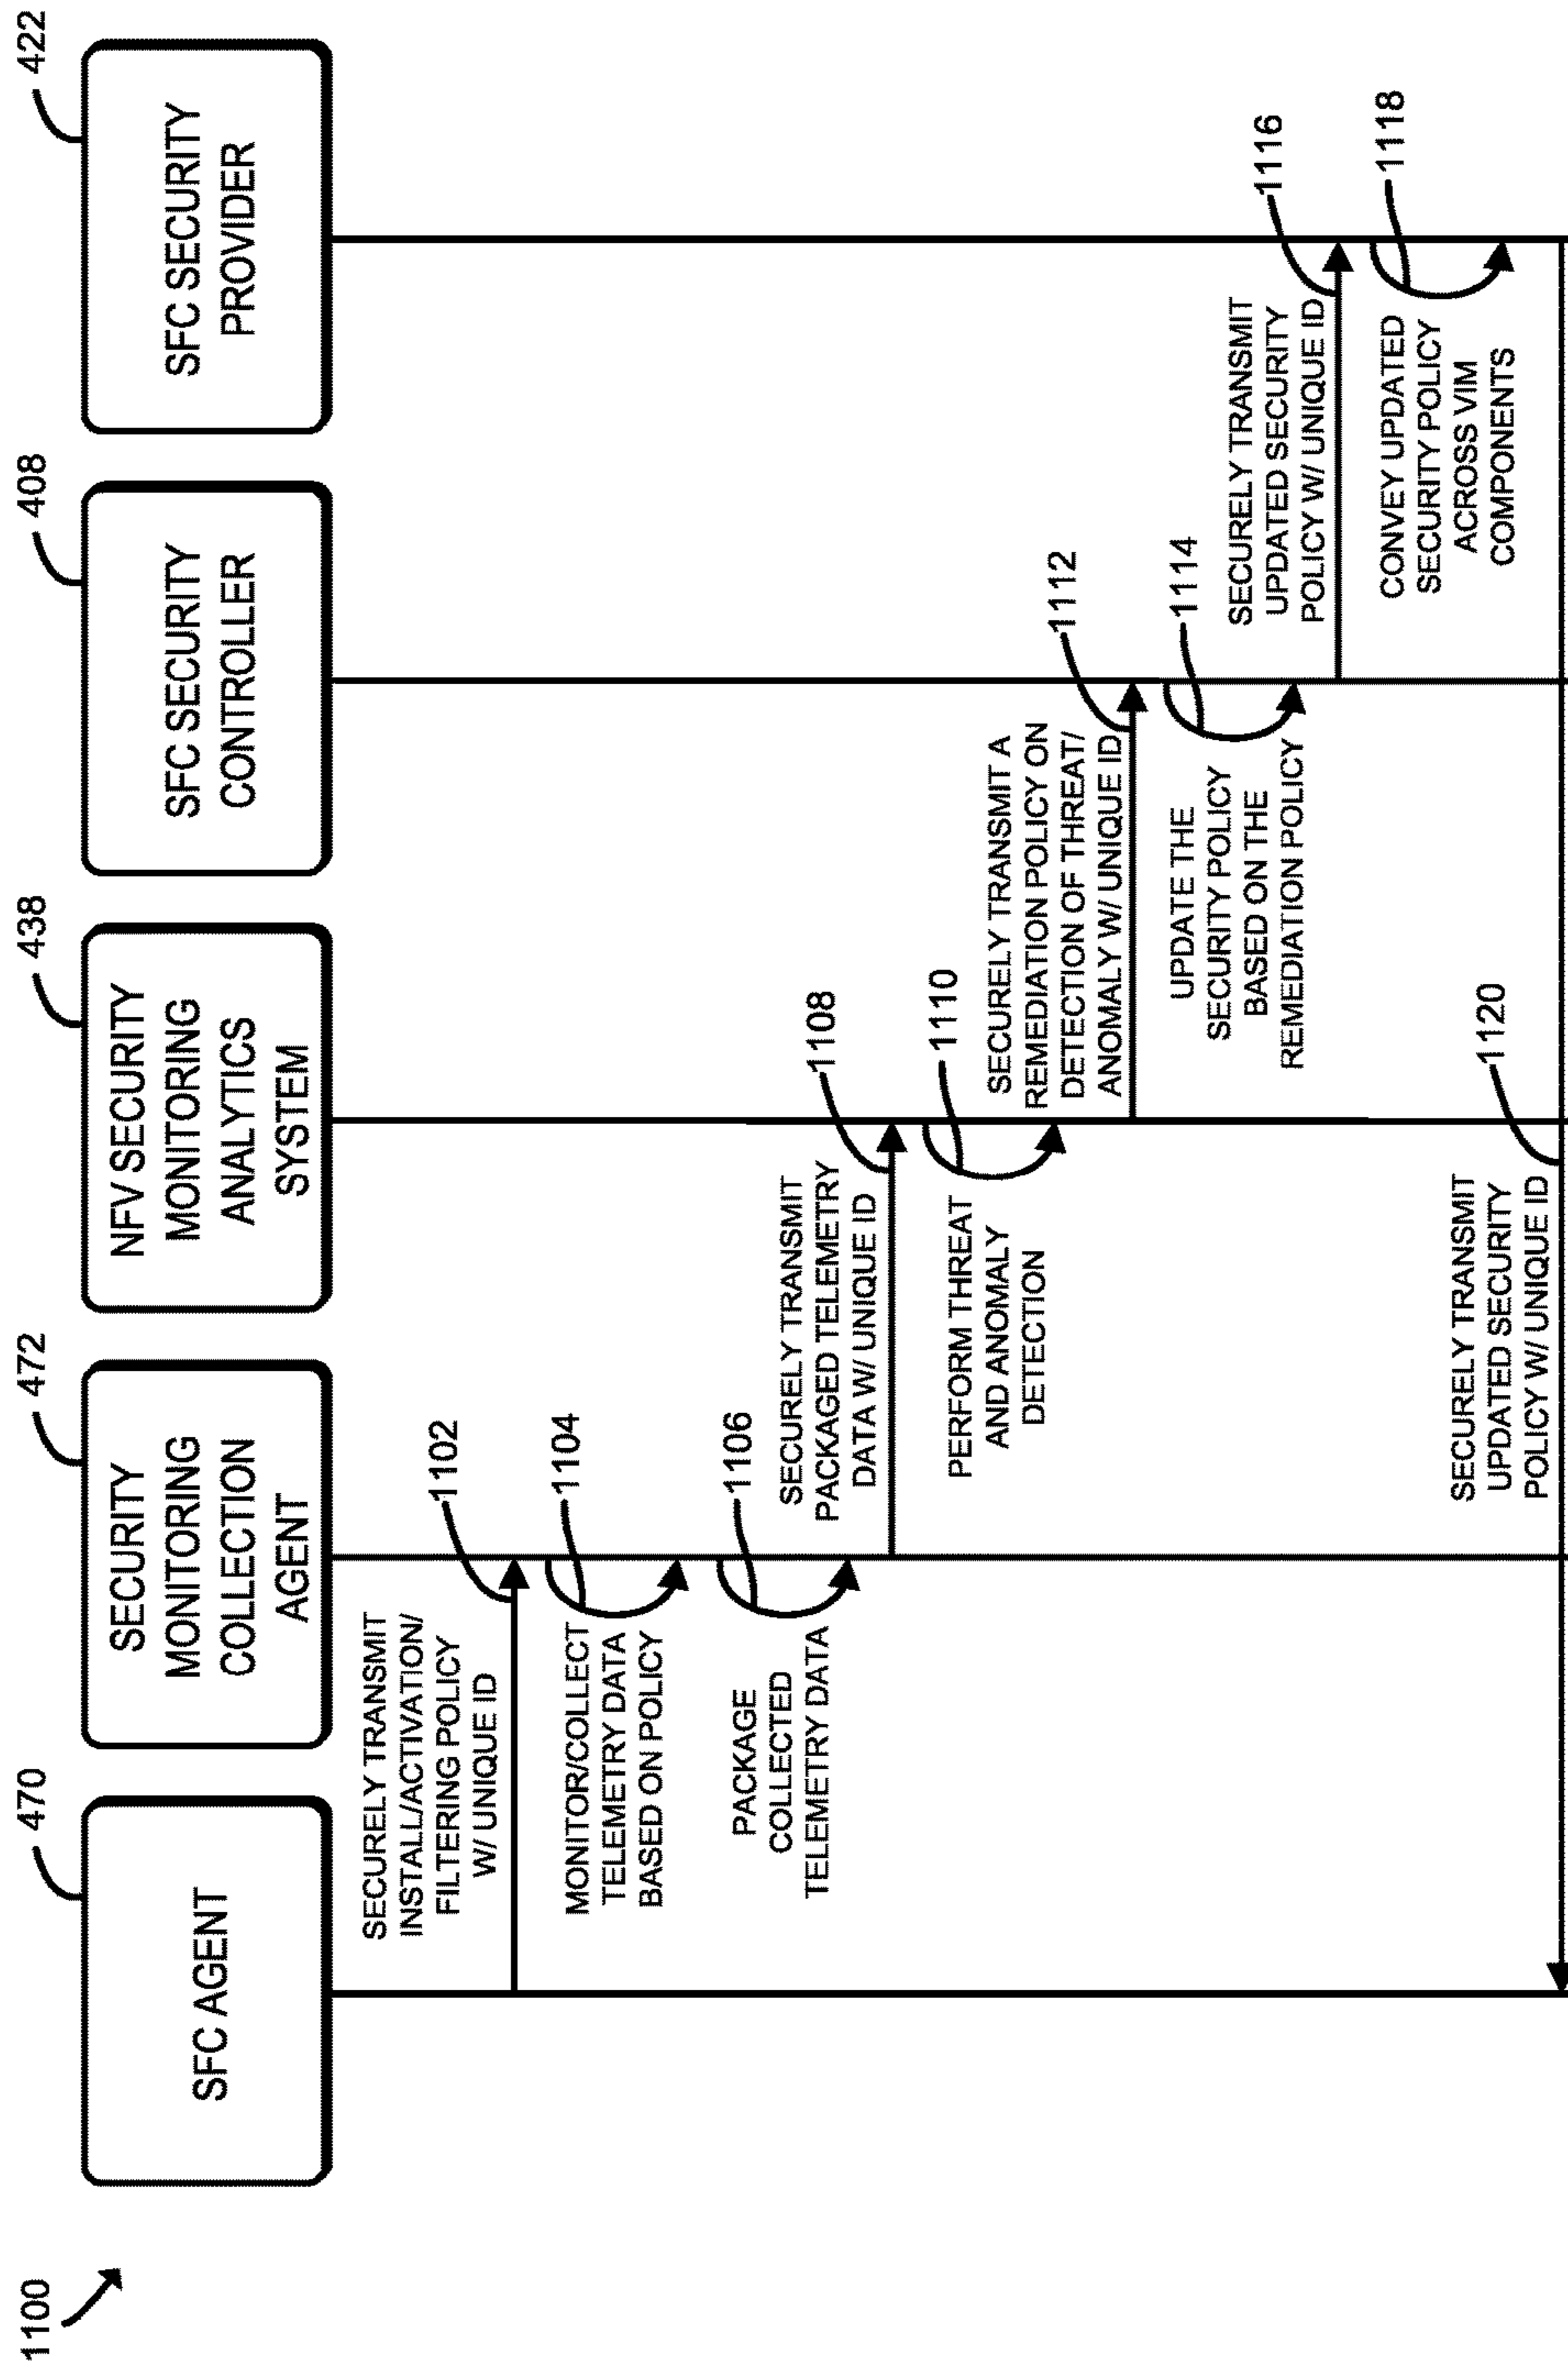 1100
470
SFC AGENT
472
SECURITY
MONITORING
COLLECTION
AGENT
438
NFV SECURITY
MONITORING
ANALYTICS
SYSTEM
408
SFC SECURITY
CONTROLLER
422
SFC SECURITY
PROVIDER
SECURELY TRANSMIT
INSTALL/ACTIVATION/
FILTERING POLICY
W/ UNIQUE ID
1102
MONITOR/COLLECT
TELEMETRY DATA
BASED ON POLICY
1104
PACKAGE
COLLECTED
TELEMETRY DATA
1106
SECURELY TRANSMIT
PACKAGED TELEMETRY
DATA W/ UNIQUE ID
1108
PERFORM THREAT
AND ANOMALY
DETECTION
1110
SECURELY TRANSMIT A
REMEDIATION POLICY ON
DETECTION OF THREAT/
ANOMALY W/ UNIQUE ID
1112
UPDATE THE
SECURITY POLICY
BASED ON THE
REMEDIATION POLICY
1114
SECURELY TRANSMIT
UPDATED SECURITY
POLICY W/ UNIQUE ID
1116
CONVEY UPDATED
SECURITY POLICY
ACROSS VIM
COMPONENTS
1118
SECURELY TRANSMIT
UPDATED SECURITY
POLICY W/ UNIQUE ID
1120